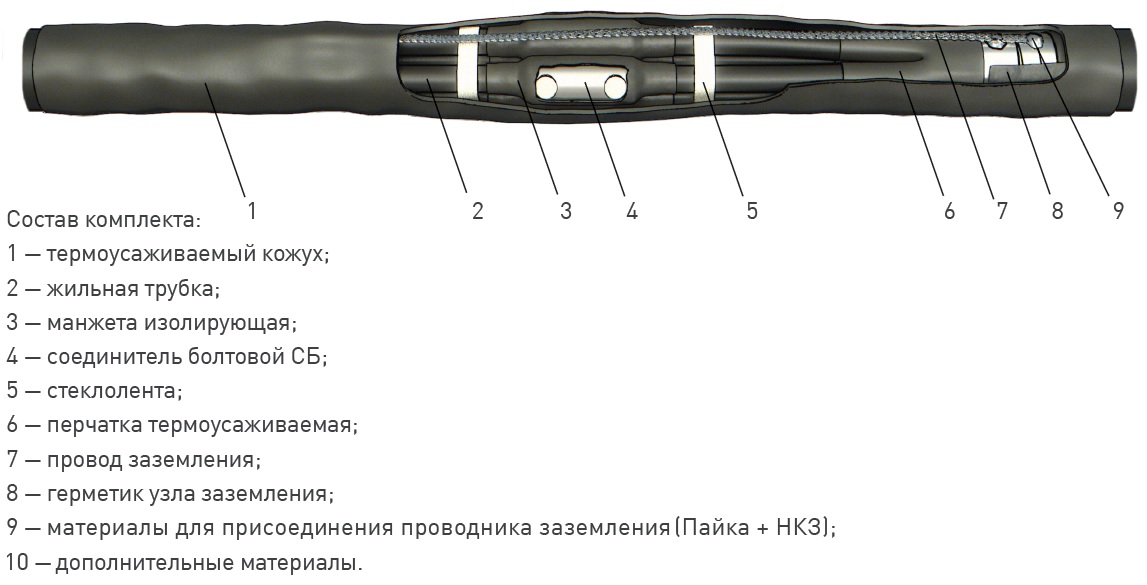 1 2 3 4 5 6 7 8 9
Состав комплекта:
1 — термоусаживаемый кожух;
2 — жильная трубка;
3 — манжета изолирующая;
4 — соединитель болтовой СБ;
5 — стеклолента;
6 — перчатка термоусаживаемая;
7 — провод заземления;
8 — герметик узла заземления;
9 — материалы для присоединения проводника заземления (Пайка + НКЗ);
10 — дополнительные материалы.